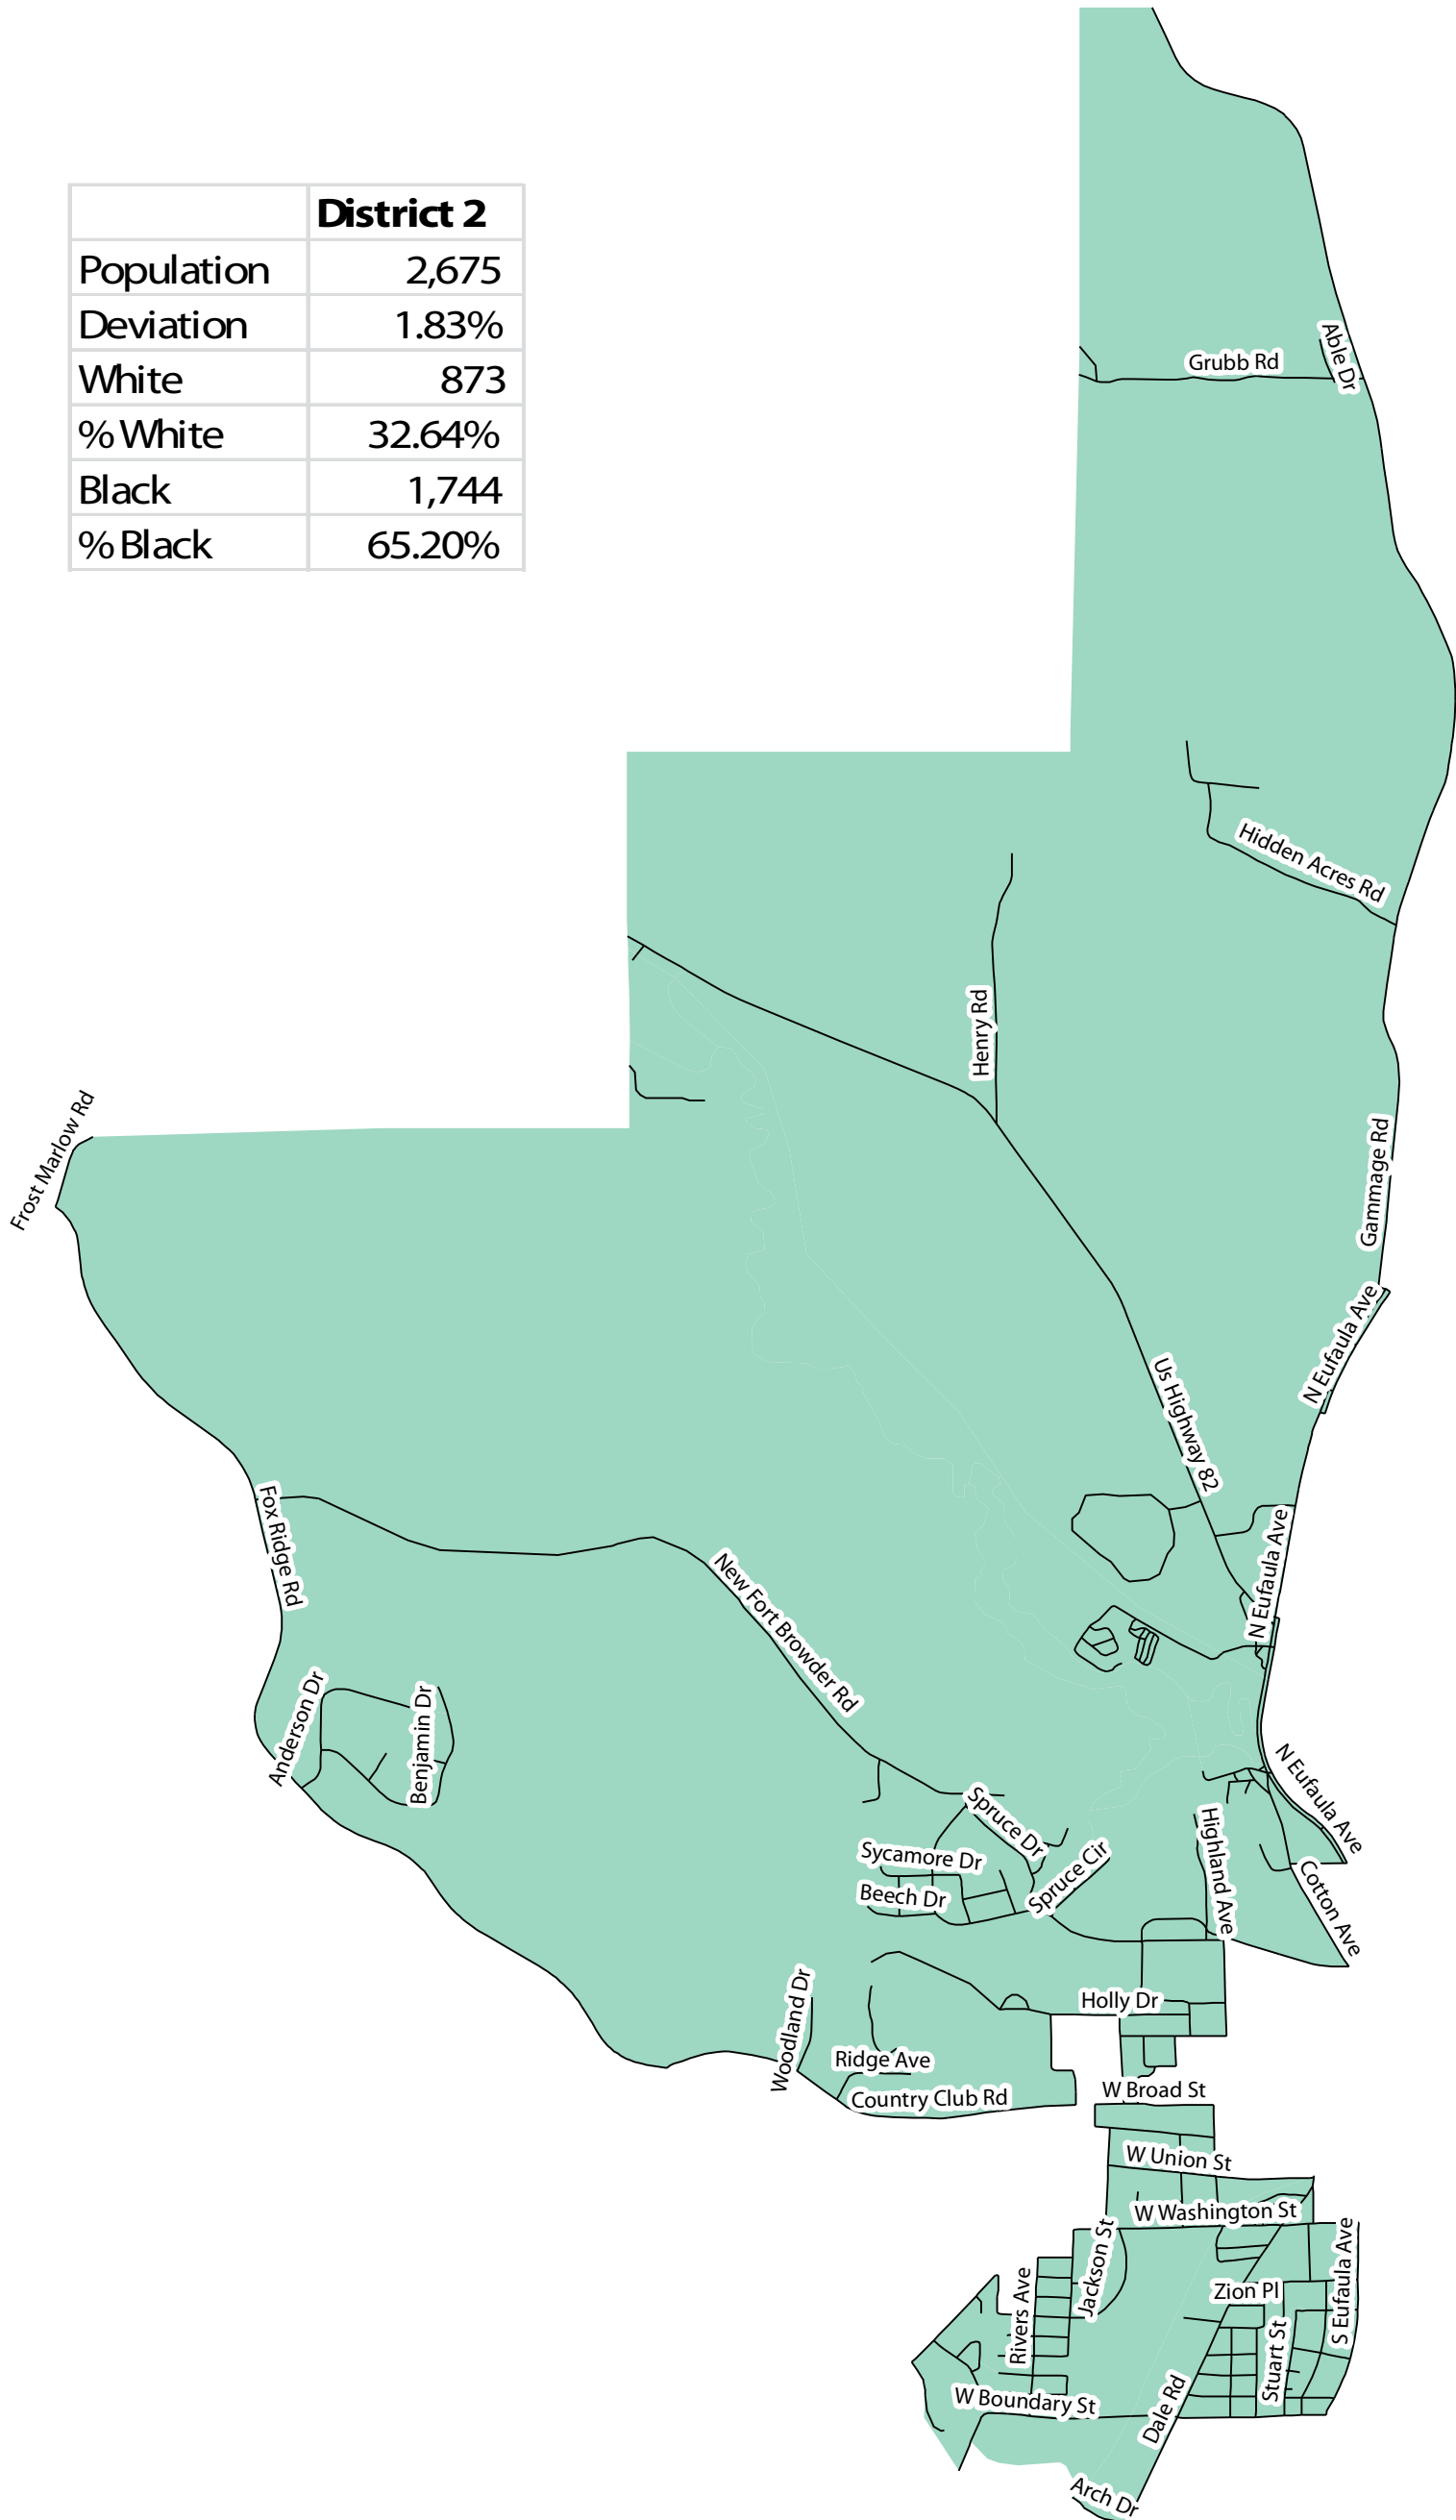 District 2
Population 2,675
Deviation 1.83%
White 873
% White 32.64%
Black 1,744
% Black 65.20%
Able Dr
Grubb Rd
Hidden Acres Rd
Henry Rd
Frost Marlow Rd
Gammage Rd
N Eufaula Ave
Us Highway 82
Fox Ridge Rd
N Eufaula Ave
New Fort Browder Rd
Anderson Dr
Benjamin Dr
N Eufaula Ave
Spruce Dr
Highland Ave
Sycamore Dr
Spruce Cir
Beech Dr
Cotton Ave
Woodland Dr
Holly Dr
Ridge Ave
Country Club Rd
W Broad St
W Union St
W Washington St
Jackson St
S Eufaula Ave
Zion Pl
Rivers Ave
Stuart St
W Boundary St
Dale Rd
Arch Dr